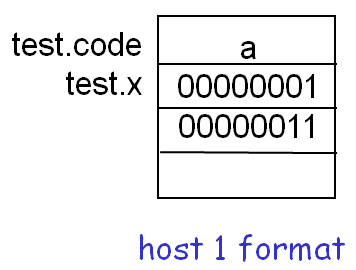 test.code a
test.x 00000001
00000011
host 1 format